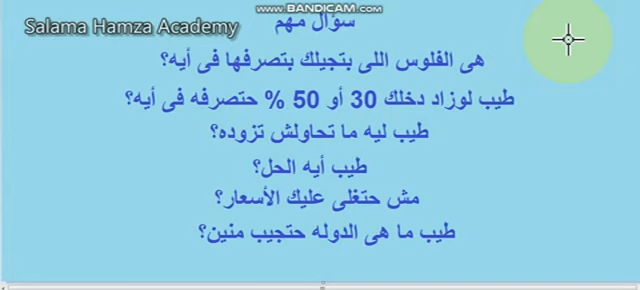 www.BANDICAM.com
Salama Hamza Academy
سؤال مهم
هى الفلوس اللى بتجيلك بتصرفها فى أيه؟
طيب لوزاد دخلك 30 أو 50 % حتصرفه فى أيه؟
طيب ليه ما تحاولش تزوده؟
طيب أيه الحل؟
مش حتغلى عليك الأسعار؟
طيب ما هى الدوله حتجيب منين؟